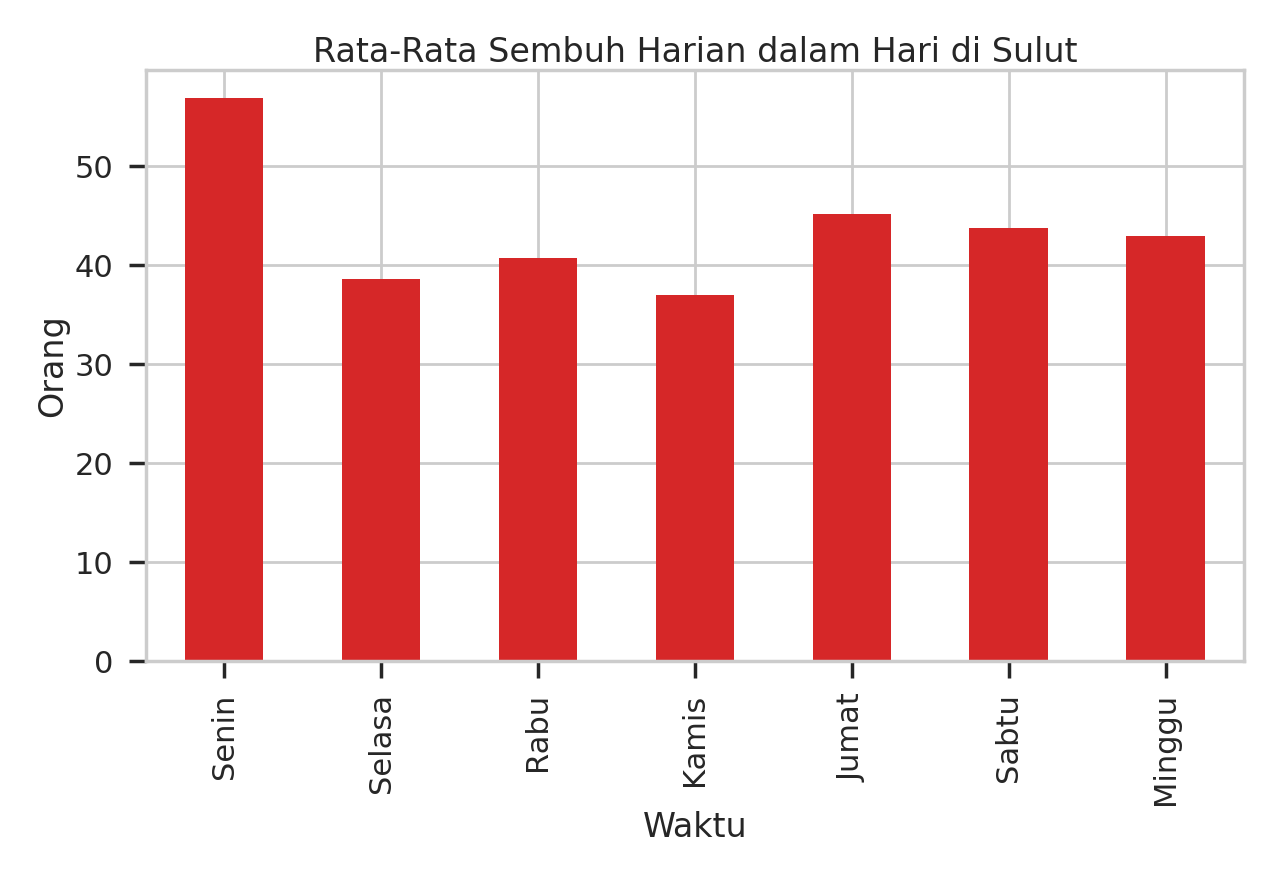 Rata-Rata Sembuh Harian dalam Hari di Sulut
Orang
50
40
30
20
10
0
Senin
Selasa
Rabu
Kamis
Jumat
Sabtu
Minggu
Waktu